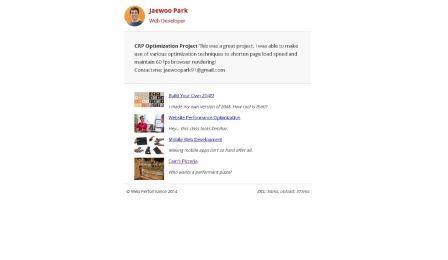 Jaewoo Park
Web Developer
CRP Optimization Project This was a great project. I was able to make
use of various optimization techniques to shorten page load speed and
maintain 60 fps browser rendering!
Contact me: jaewoopark91@gmail.com
Build Your Own 2048!
I made my own version of 2048. How cool is that!?
Website Performance Optimization
Hey... this class looks familiar.
Mobile Web Development
Making mobile apps isn't so hard after all.
Cam's Pizzeria
Who wants a performant pizza?
© Web Performance 2014
DCL: onload: